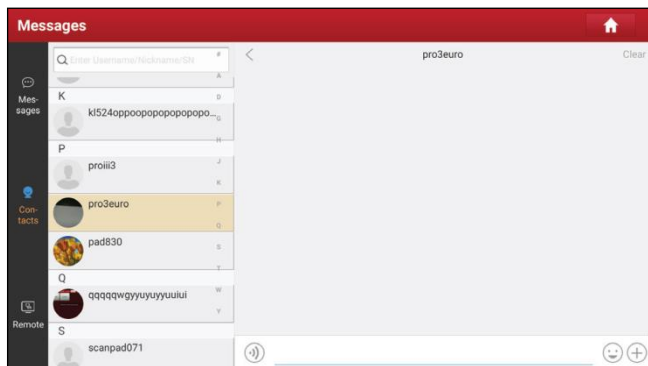 Messages
Enter Username/Nickname/SN
pro3euro
Clear
Mes-
sages
Con-
tacts
Remote
K
kl524oppoopopopopopopo...
P
proiii3
pro3euro
pad830
Q
qqqqqwgyyuyuyyuuiui
S
scanpad071
#
A
D
G
H
J
K
P
Q
S
T
W
Y